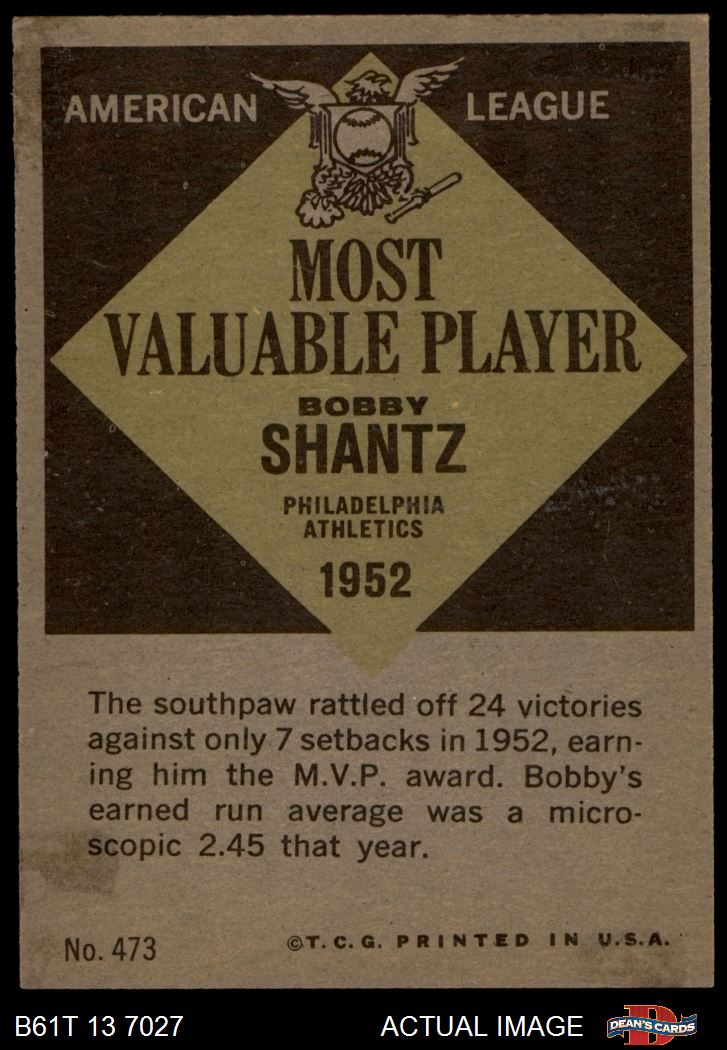 AMERICAN LEAGUE
MOST
VALUABLE PLAYER
BOBBY
SHANTZ
PHILADELPHIA
ATHLETICS
1952
The southpaw rattled off 24 victories
against only 7 setbacks in 1952, earn-
ing him the M.V.P. award. Bobby's
earned run average was a micro-
scopic 2.45 that year.
No. 473 ©T.C.G. PRINTED IN U.S.A.
B61T 13 7027 ACTUAL IMAGE DEAN'S CARDS